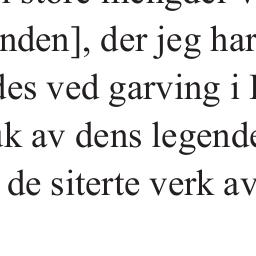 store mengder
nden], der jeg har
des ved garving i
k av dens legende
de siterte verk av